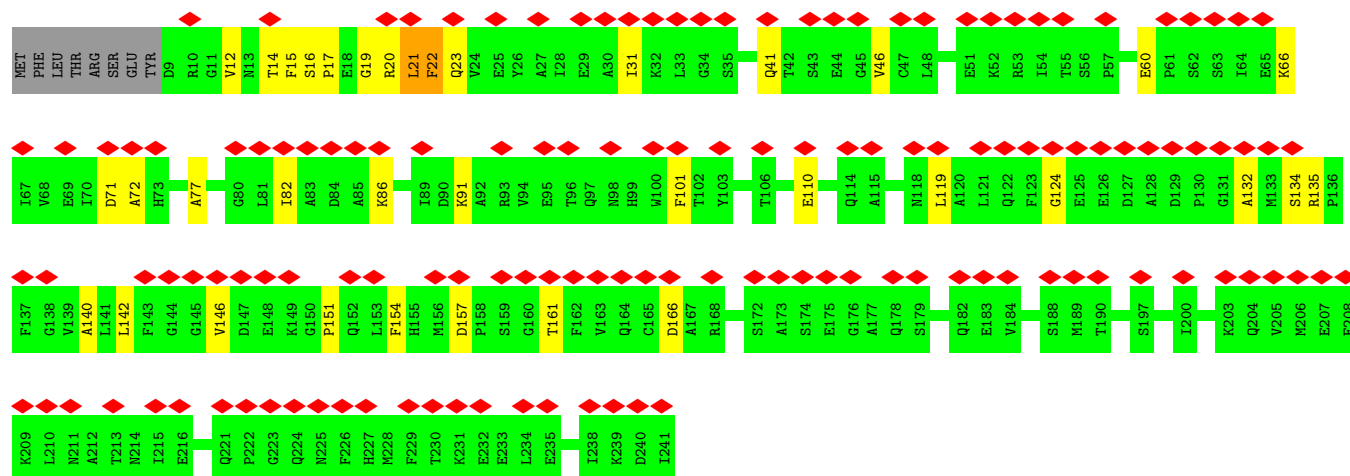 MET PHE LEU THR ARG SER GLU TYR D9 R10 G11 V12 N13 T14 F15 S16 P17 E18 G19 R20 L21 F22 Q23 V24 E25 Y26 A27 I28 E29 A30 I31 K32 L33 G34 S35 Q41 T42 S43 E44 G45 V46 C47 L48 E51 K52 R53 I54 T55 S56 P57 E60 P61 S62 S63 I64 E65 K66
I67 V68 E69 I70 D71 A72 H73 A77 G80 L81 I82 A83 D84 A85 K86 I89 D90 K91 A92 R93 V94 E95 T96 Q97 N98 H99 W100 F101 T102 Y103 T106 E110 Q114 A115 N118 L119 A120 L121 Q122 F123 G124 E125 E126 D127 A128 D129 P130 G131 A132 M133 S134 R135 P136
F137 G138 V139 A140 L141 L142 F143 G144 G145 V146 D147 E148 K149 G150 P151 Q152 L153 F154 H155 M156 D157 P158 S159 G160 T161 F162 V163 Q164 C165 D166 A167 R168 S172 A173 S174 E175 G176 A177 Q178 S179 Q182 E183 V184 S188 M189 T190 S197 I200 K203 Q204 V205 M206 E207 E208
K209 L210 N211 A212 T213 N214 I215 E216 Q221 P222 G223 Q224 N225 F226 H227 M228 F229 T230 K231 E232 E233 L234 E235 I238 K239 D240 I241